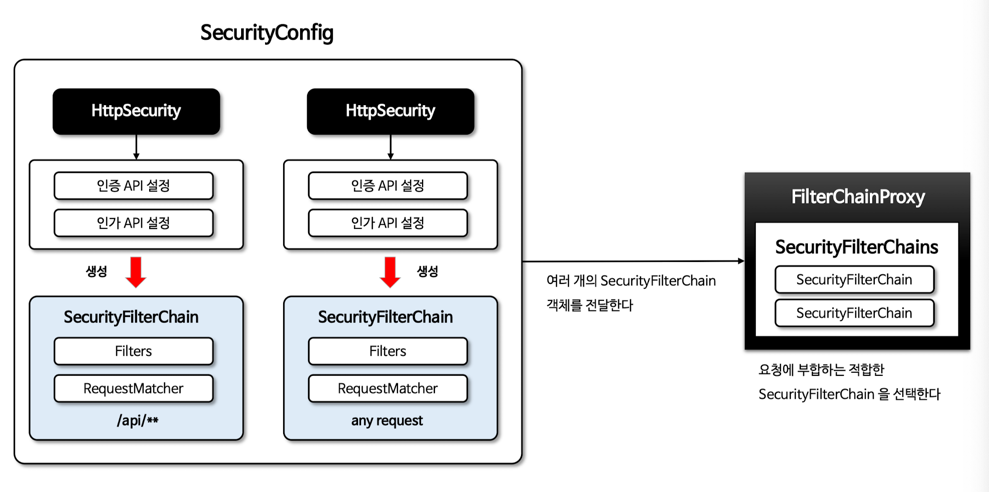 SecurityConfig
HttpSecurity
인증 API 설정
인가 API 설정
생성
SecurityFilterChain
Filters
RequestMatcher
/api/**
HttpSecurity
인증 API 설정
인가 API 설정
생성
SecurityFilterChain
Filters
RequestMatcher
any request
여러 개의 SecurityFilterChain
객체를 전달한다
FilterChainProxy
SecurityFilterChains
SecurityFilterChain
SecurityFilterChain
요청에 부합하는 적합한
SecurityFilterChain 을 선택한다